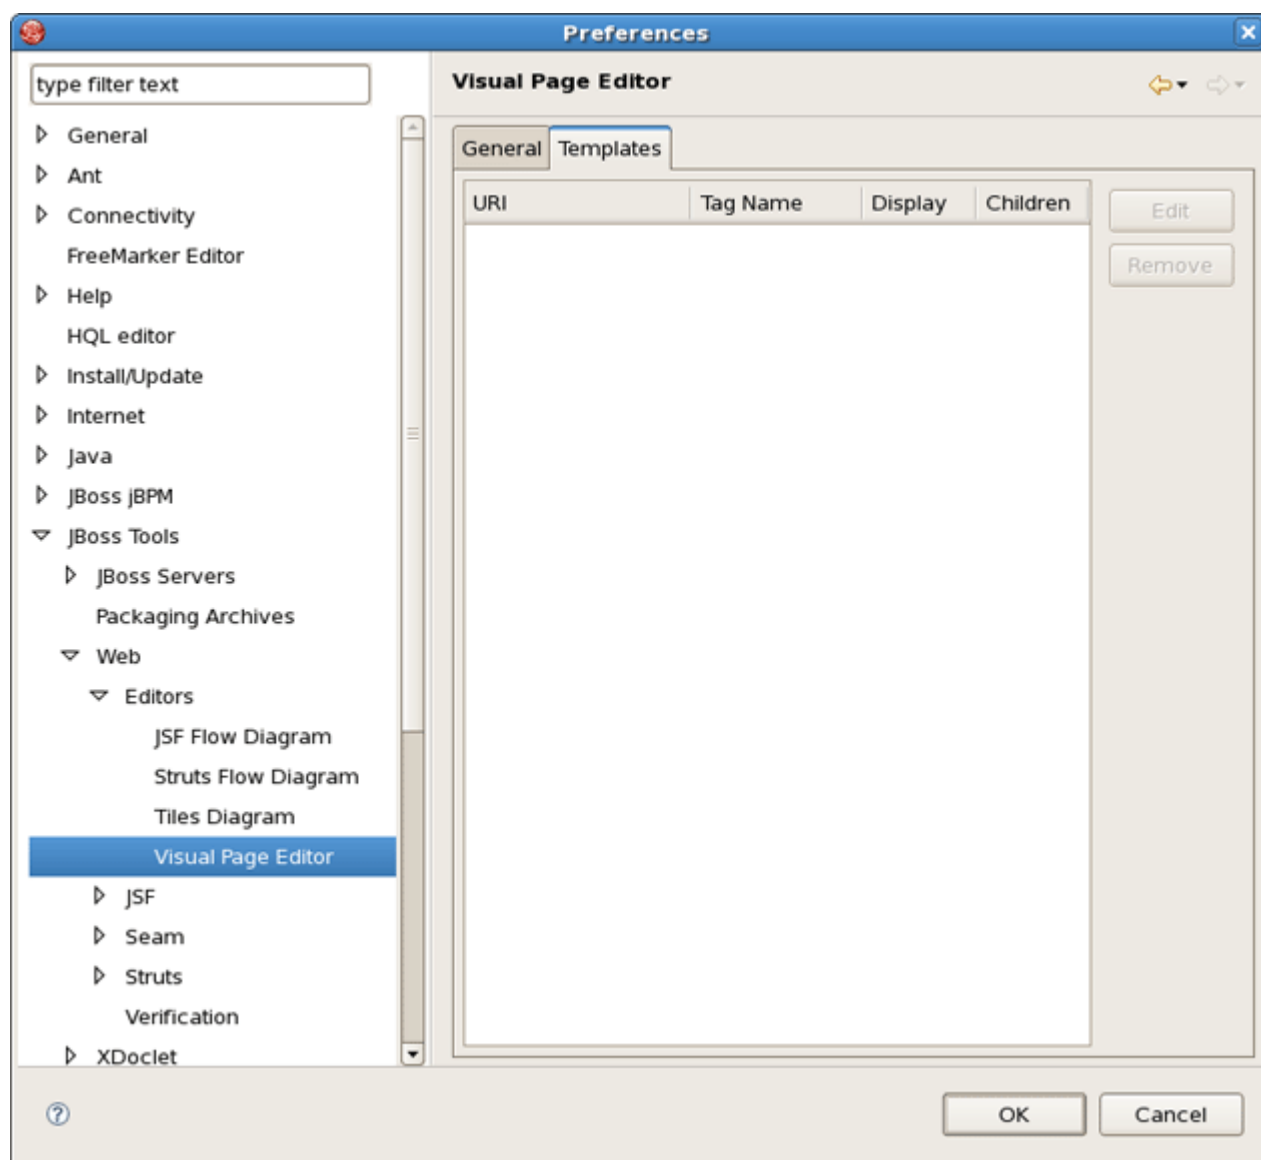 Preferences
type filter text
General
Ant
Connectivity
FreeMarker Editor
Help
HQL editor
Install/Update
Internet
Java
JBoss jBPM
JBoss Tools
JBoss Servers
Packaging Archives
Web
Editors
JSF Flow Diagram
Struts Flow Diagram
Tiles Diagram
Visual Page Editor
JSF
Seam
Struts
Verification
XDoclet
Visual Page Editor
General Templates
URI Tag Name Display Children
Edit
Remove
OK Cancel